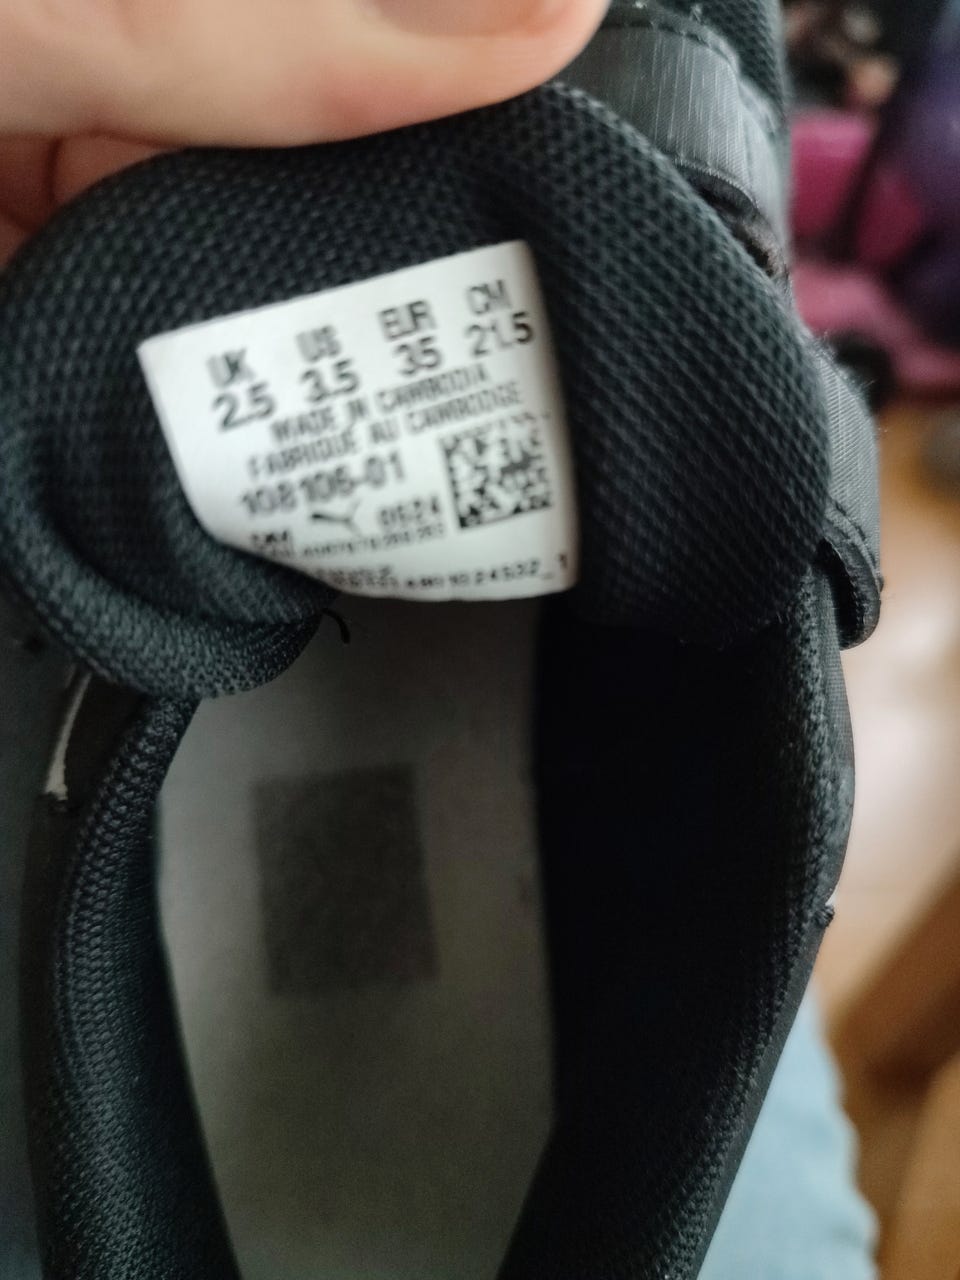 UK US EUR CM
2.5 3.5 35 21.5
MADE IN CAMBODIA
FABRIQUÉ AU CAMBODGE
108106-01
0624